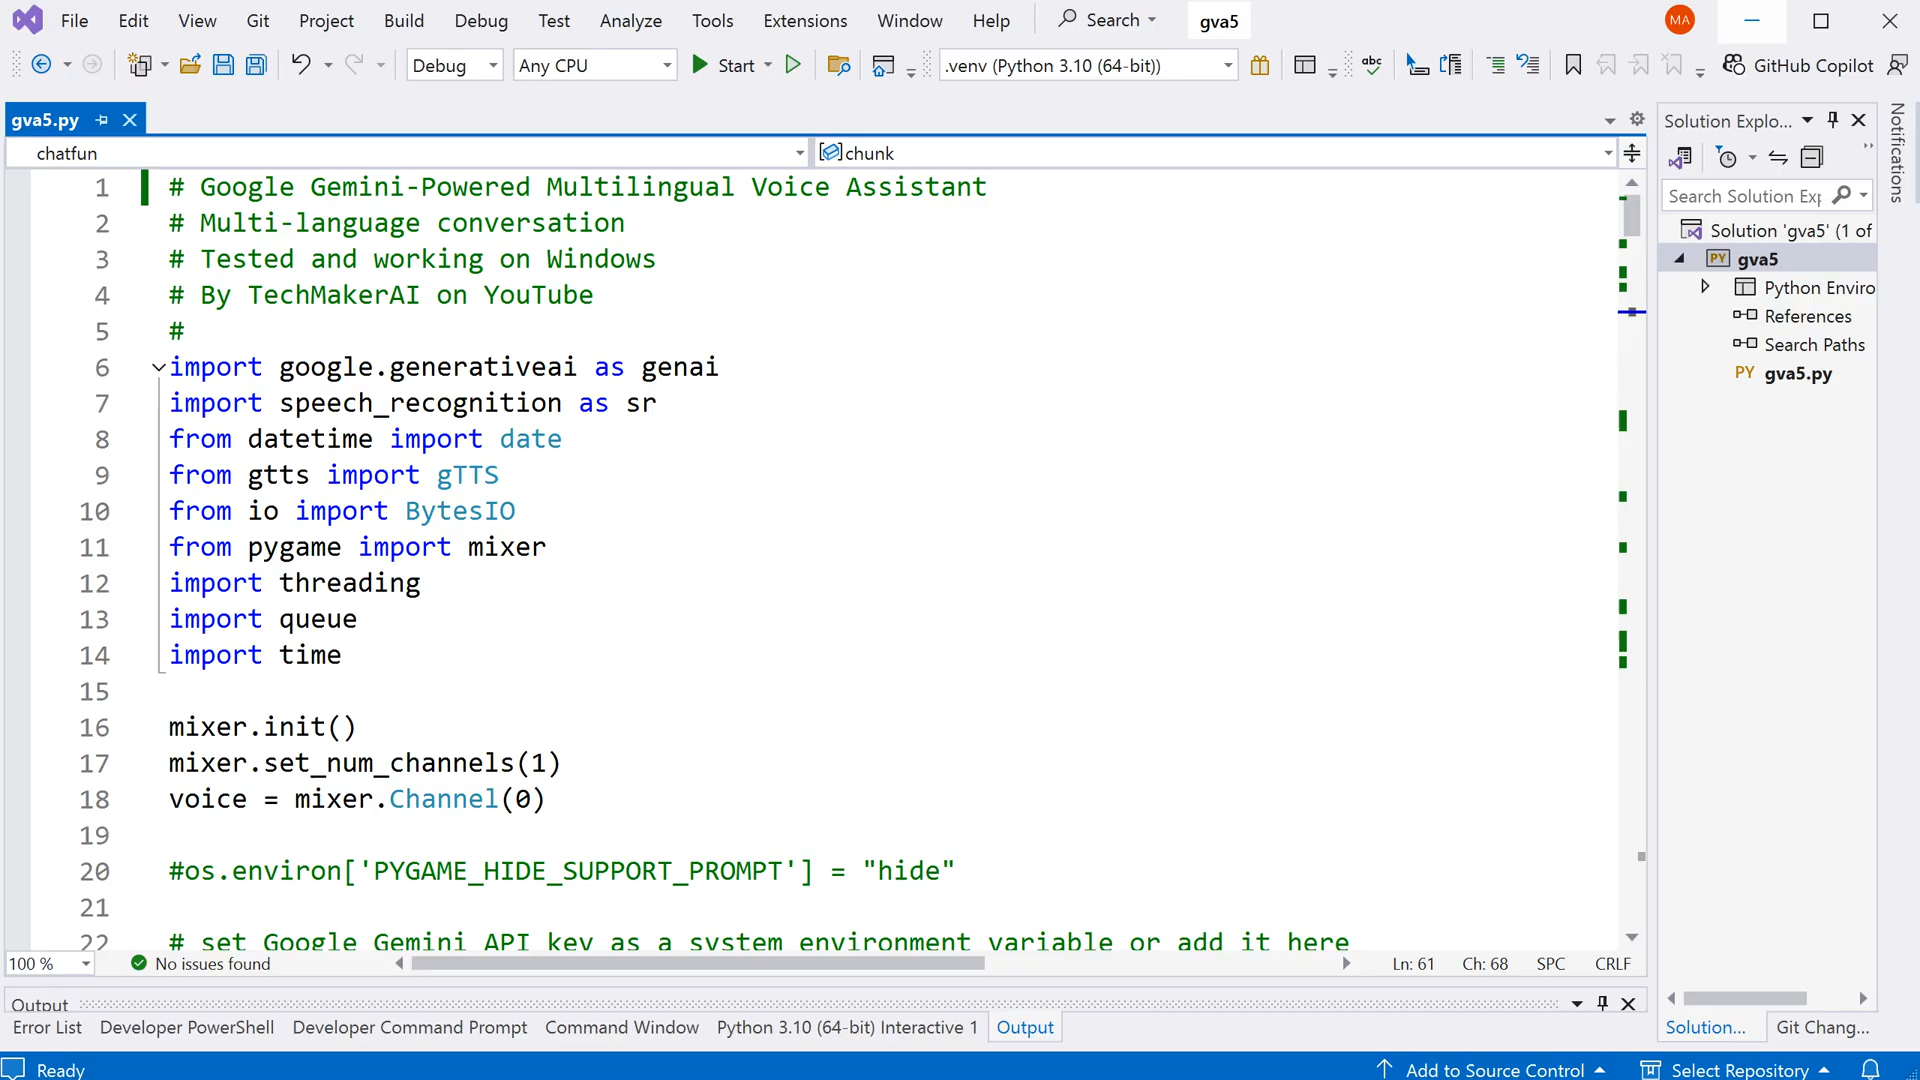 File Edit View Git Project Build Debug Test Analyze Tools Extensions Window Help Search gva5 MA
Debug Any CPU Start .venv (Python 3.10 (64-bit)) abc GitHub Copilot
gva5.py
chatfun chunk
1 # Google Gemini-Powered Multilingual Voice Assistant
2 # Multi-language conversation
3 # Tested and working on Windows
4 # By TechMakerAI on YouTube
5 #
6 import google.generativeai as genai
7 import speech_recognition as sr
8 from datetime import date
9 from gtts import gTTS
10 from io import BytesIO
11 from pygame import mixer
12 import threading
13 import queue
14 import time
15
16 mixer.init()
17 mixer.set_num_channels(1)
18 voice = mixer.Channel(0)
19
20 #os.environ['PYGAME_HIDE_SUPPORT_PROMPT'] = "hide"
21
22 # set Google Gemini API key as a system environment variable or add it here
100 % No issues found Ln: 61 Ch: 68 SPC CRLF
Output
Error List Developer PowerShell Developer Command Prompt Command Window Python 3.10 (64-bit) Interactive 1 Output
Solution Explo...
Search Solution Exp
Solution 'gva5' (1 of
PY gva5
Python Enviro
References
Search Paths
PY gva5.py
Solution... Git Chang...
Notifications
Ready Add to Source Control Select Repository